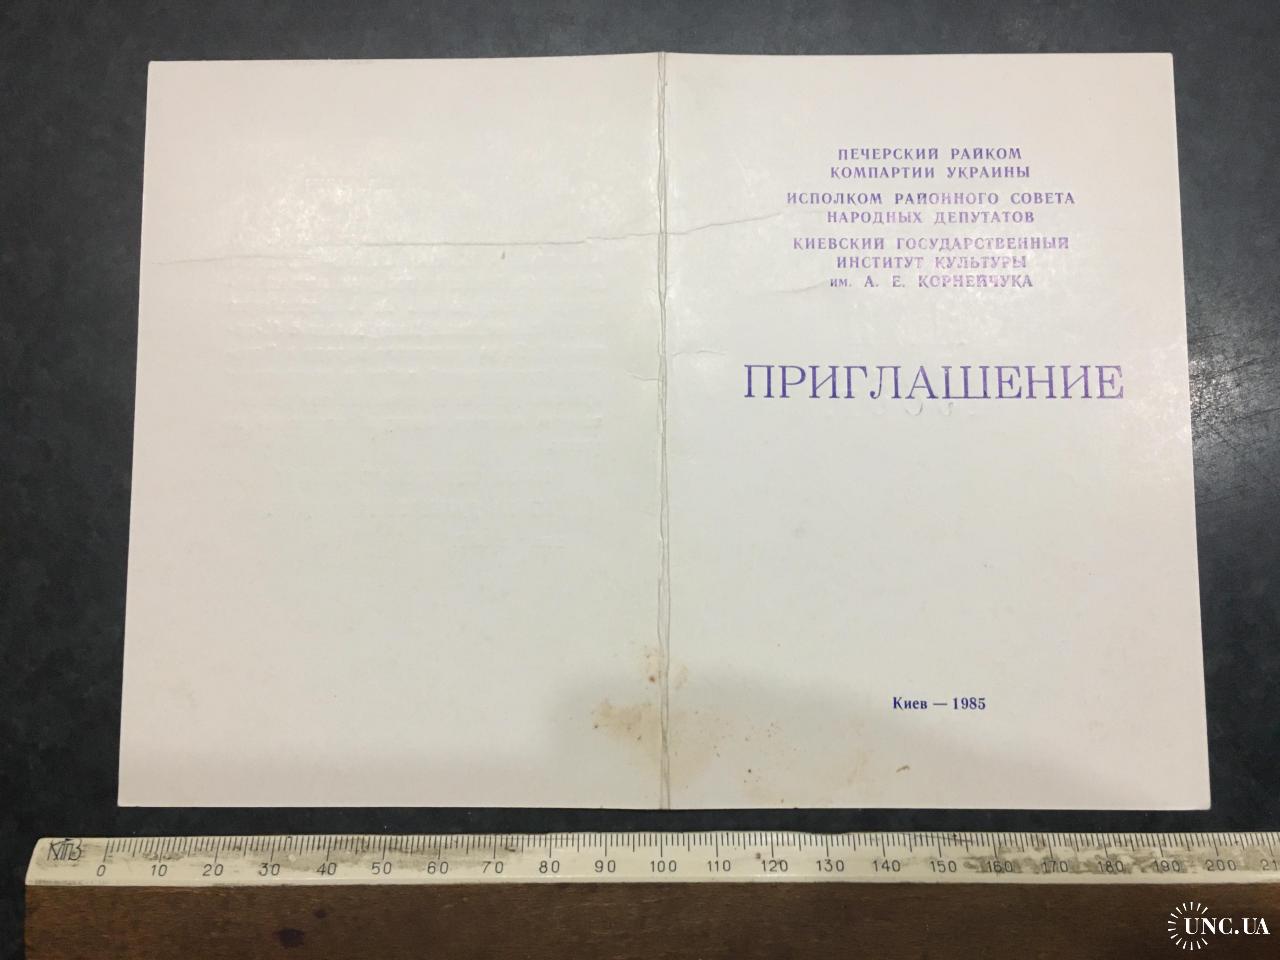 ПЕЧЕРСКИЙ РАЙКОМ
КОМПАРТИИ УКРАИНЫ
ИСПОЛКОМ РАЙОННОГО СОВЕТА
НАРОДНЫХ ДЕПУТАТОВ
КИЕВСКИЙ ГОСУДАРСТВЕННЫЙ
ИНСТИТУТ КУЛЬТУРЫ
им. А. Е. КОРНЕЙЧУКА
ПРИГЛАШЕНИЕ
Киев — 1985
0 10 20 30 40 50 60 70 80 90 100 110 120 130 140 150 160 170 180 190 200
UNC.UA